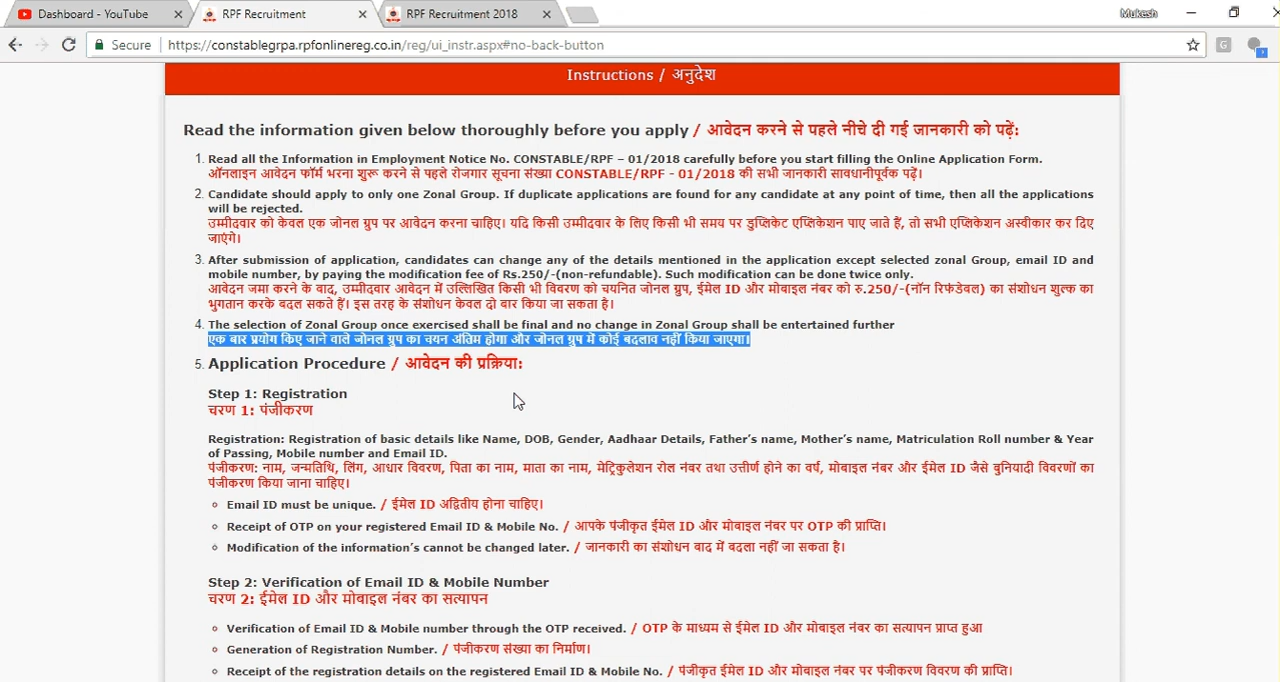 Dashboard - YouTube
RPF Recruitment
RPF Recruitment 2018
Mukesh
Secure
https://constablegrpa.rpfonlinereg.co.in/reg/ui_instr.aspx#no-back-button
Instructions / अनुदेश
Read the information given below thoroughly before you apply / आवेदन करने से पहले नीचे दी गई जानकारी को पढ़ें:
1. Read all the Information in Employment Notice No. CONSTABLE/RPF – 01/2018 carefully before you start filling the Online Application Form.
ऑनलाइन आवेदन फॉर्म भरना शुरू करने से पहले रोजगार सूचना संख्या CONSTABLE/RPF - 01/2018 की सभी जानकारी सावधानीपूर्वक पढ़ें।
2. Candidate should apply to only one Zonal Group. If duplicate applications are found for any candidate at any point of time, then all the applications
will be rejected.
उम्मीदवार को केवल एक जोनल ग्रुप पर आवेदन करना चाहिए। यदि किसी उम्मीदवार के लिए किसी भी समय पर डुप्लिकेट एप्लिकेशन पाए जाते हैं, तो सभी एप्लिकेशन अस्वीकार कर दिए
जाएंगे।
3. After submission of application, candidates can change any of the details mentioned in the application except selected zonal Group, email ID and
mobile number, by paying the modification fee of Rs.250/-(non-refundable). Such modification can be done twice only.
आवेदन जमा करने के वाद, उम्मीदवार आवेदन में उल्लिखित किसी भी विवरण को चयनित जोनल ग्रुप, ईमेल ID और मोबाइल नंबर को रु.250/-(नॉन रिफंडेवल) का संशोधन शुल्क का
भुगतान करके बदल सकते हैं। इस तरह के संशोधन केवल दो बार किया जा सकता है।
4. The selection of Zonal Group once exercised shall be final and no change in Zonal Group shall be entertained further
एक बार प्रयोग किए जाने वाले जोनल ग्रुप का चयन अंतिम होगा और जोनल ग्रुप में कोई बदलाव नहीं किया जाएगा।
5. Application Procedure / आवेदन की प्रक्रिया:
Step 1: Registration
चरण 1: पंजीकरण
Registration: Registration of basic details like Name, DOB, Gender, Aadhaar Details, Father’s name, Mother’s name, Matriculation Roll number & Year
of Passing, Mobile number and Email ID.
पंजीकरण: नाम, जन्मतिथि, लिंग, आधार विवरण, पिता का नाम, माता का नाम, मेट्रिकुलेशन रोल नंबर तथा उत्तीर्ण होने का वर्ष, मोबाइल नंबर और ईमेल ID जैसे बुनियादी विवरणों का
पंजीकरण किया जाना चाहिए।
Email ID must be unique. / ईमेल ID अद्वितीय होना चाहिए।
Receipt of OTP on your registered Email ID & Mobile No. / आपके पंजीकृत ईमेल ID और मोबाइल नंबर पर OTP की प्राप्ति।
Modification of the information’s cannot be changed later. / जानकारी का संशोधन वाद में बदला नहीं जा सकता है।
Step 2: Verification of Email ID & Mobile Number
चरण 2: ईमेल ID और मोवाइल नंबर का सत्यापन
Verification of Email ID & Mobile number through the OTP received. / OTP के माध्यम से ईमेल ID और मोबाइल नंबर का सत्यापन प्राप्त हुआ
Generation of Registration Number. / पंजीकरण संख्या का निर्माण।
Receipt of the registration details on the registered Email ID & Mobile No. / पंजीकृत ईमेल ID और मोबाइल नंबर पर पंजीकरण विवरण की प्राप्ति।